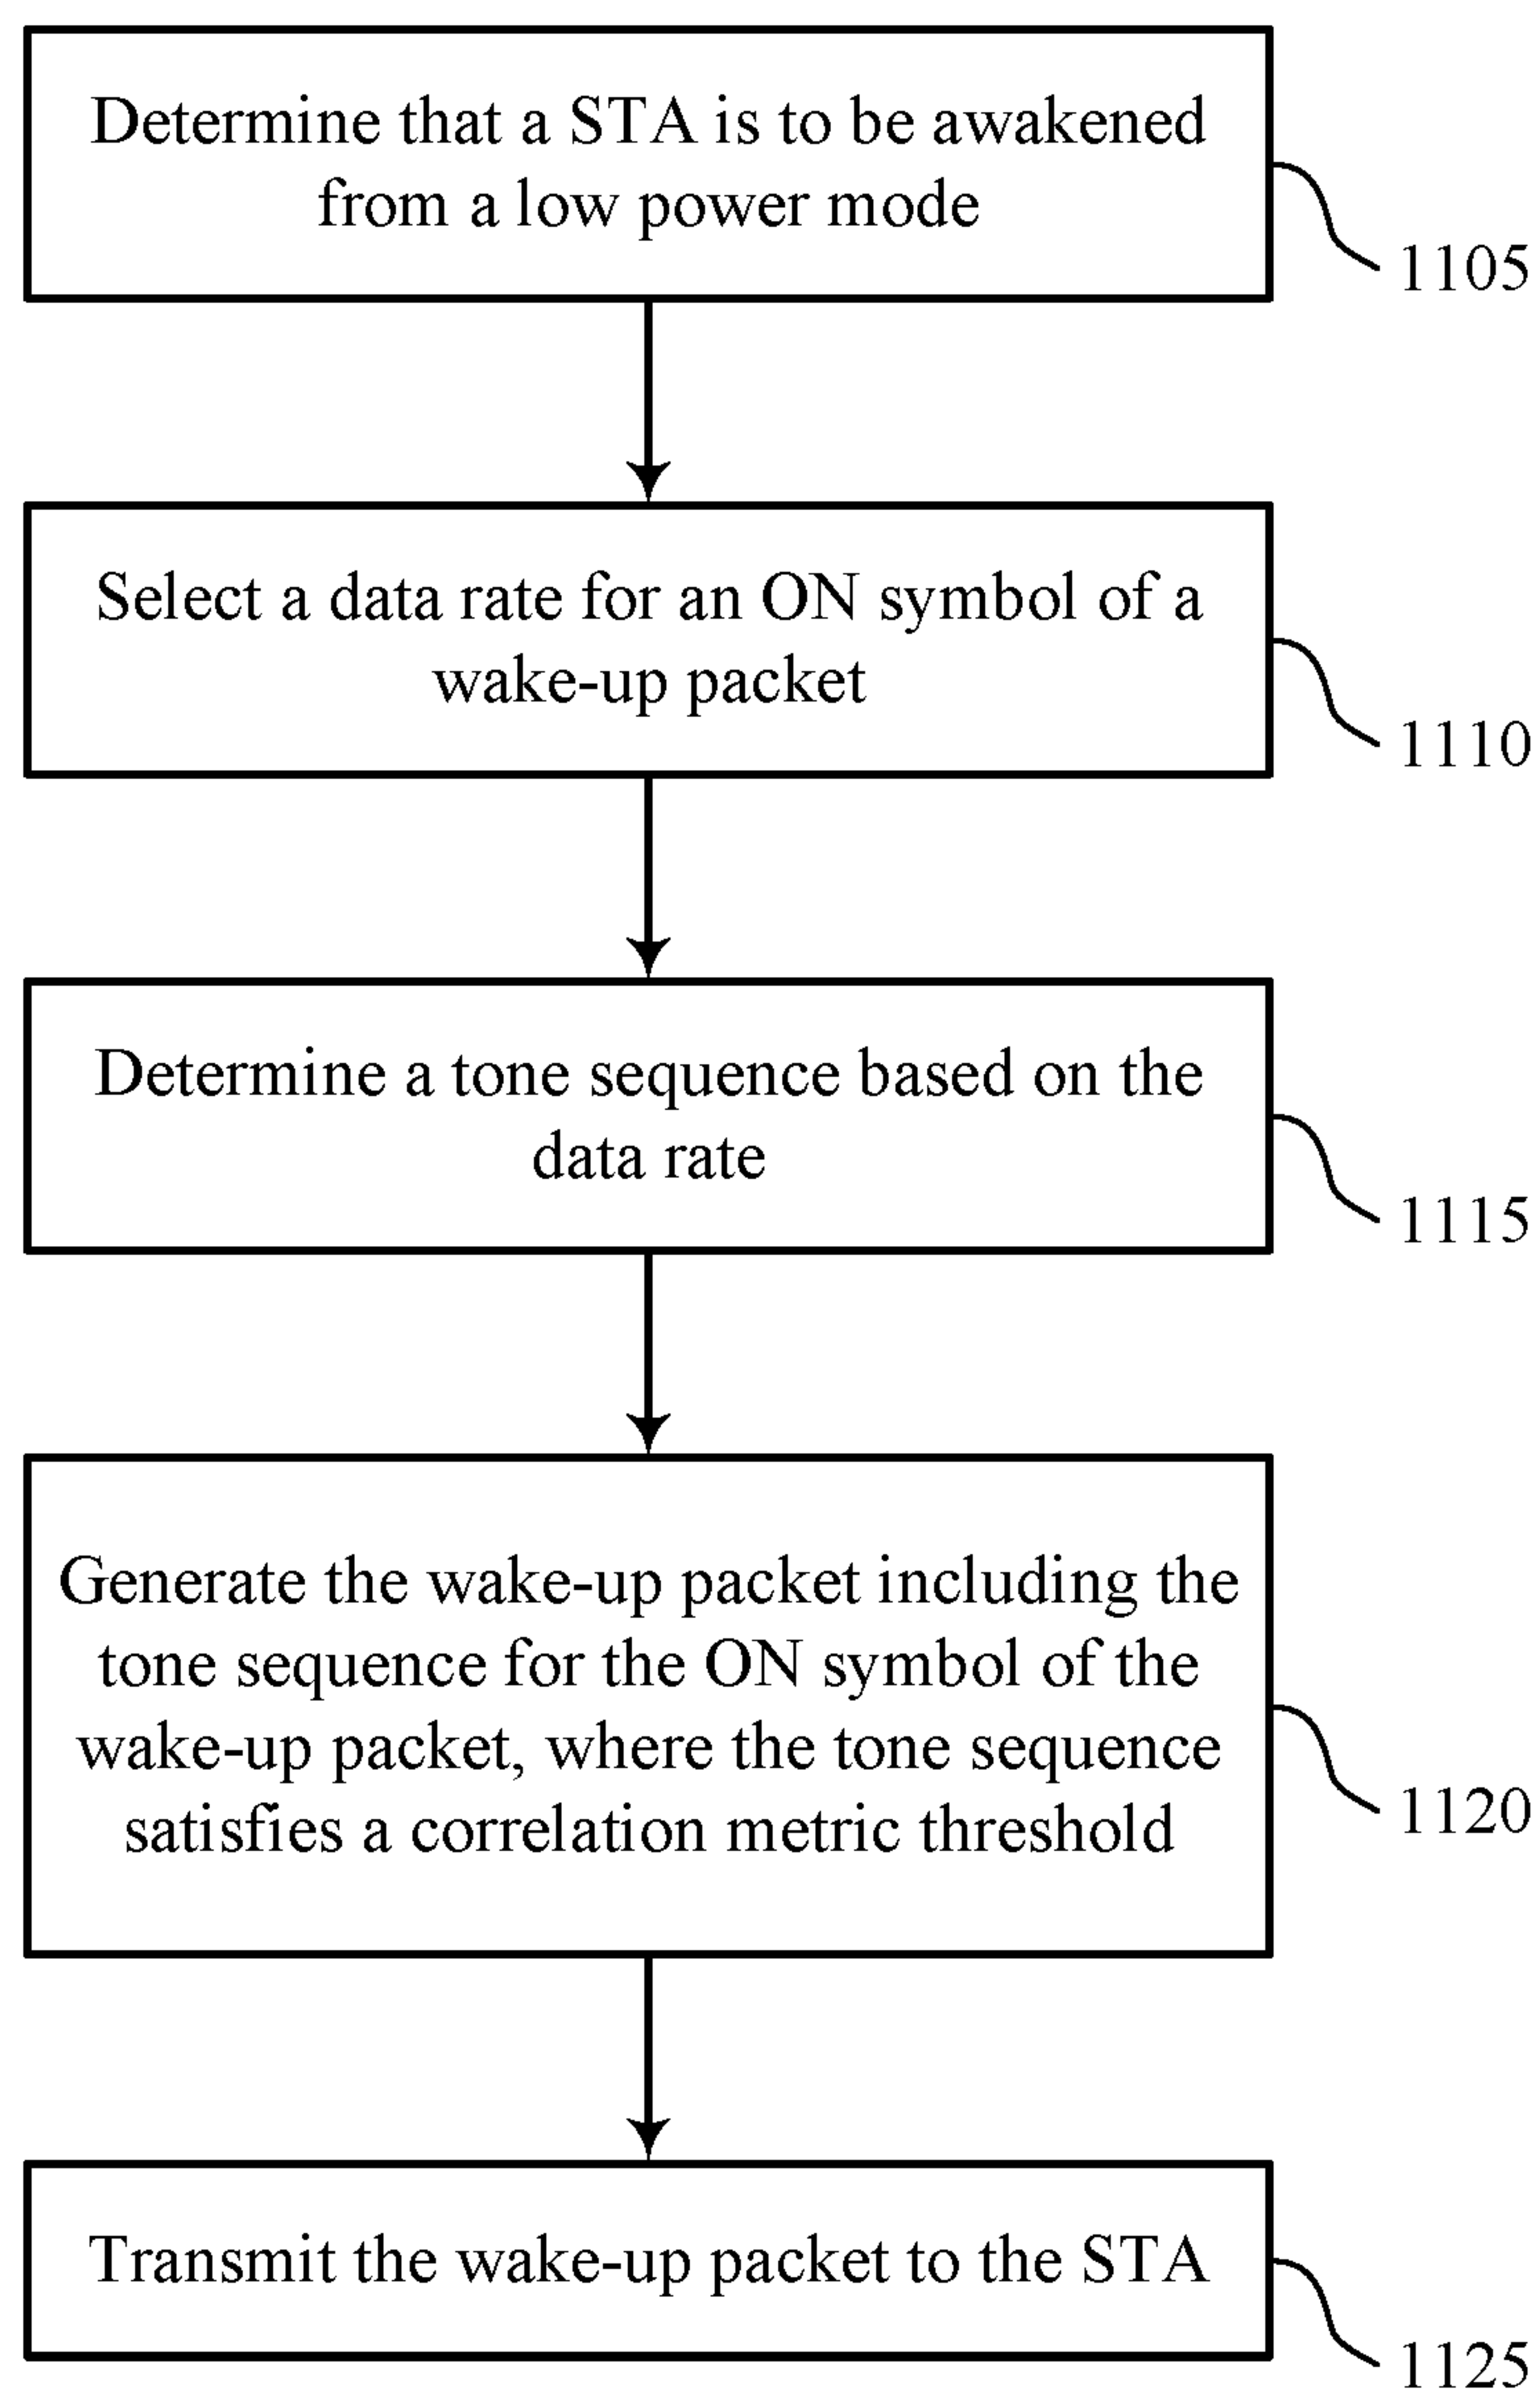 Determine that a STA is to be awakened
from a low power mode
1105
Select a data rate for an ON symbol of a
wake-up packet
1110
Determine a tone sequence based on the
data rate
1115
Generate the wake-up packet including the
tone sequence for the ON symbol of the
wake-up packet, where the tone sequence
satisfies a correlation metric threshold
1120
Transmit the wake-up packet to the STA
1125